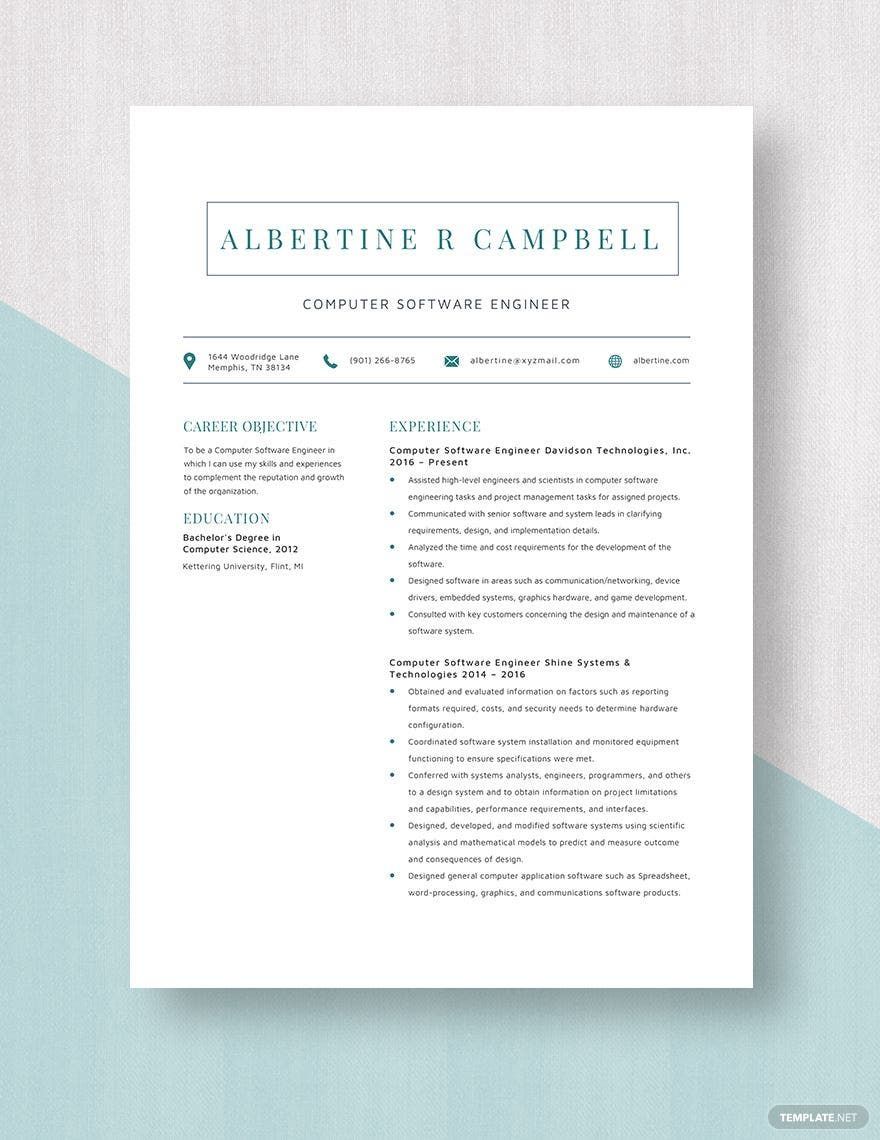 ALBERTINE R CAMPBELL
COMPUTER SOFTWARE ENGINEER
1644 Woodridge Lane
Memphis, TN 38134
(901) 266-8765
albertine@xyzmail.com
albertine.com
CAREER OBJECTIVE
To be a Computer Software Engineer in
which I can use my skills and experiences
to complement the reputation and growth
of the organization.
EDUCATION
Bachelor's Degree in
Computer Science, 2012
Kettering University, Flint, MI
EXPERIENCE
Computer Software Engineer Davidson Technologies, Inc.
2016 – Present
• Assisted high-level engineers and scientists in computer software
engineering tasks and project management tasks for assigned projects.
• Communicated with senior software and system leads in clarifying
requirements, design, and implementation details.
• Analyzed the time and cost requirements for the development of the
software.
• Designed software in areas such as communication/networking, device
drivers, embedded systems, graphics hardware, and game development.
• Consulted with key customers concerning the design and maintenance of a
software system.
Computer Software Engineer Shine Systems &
Technologies 2014 – 2016
• Obtained and evaluated information on factors such as reporting
formats required, costs, and security needs to determine hardware
configuration.
• Coordinated software system installation and monitored equipment
functioning to ensure specifications were met.
• Conferred with systems analysts, engineers, programmers, and others
to a design system and to obtain information on project limitations
and capabilities, performance requirements, and interfaces.
• Designed, developed, and modified software systems using scientific
analysis and mathematical models to predict and measure outcome
and consequences of design.
• Designed general computer application software such as Spreadsheet,
word-processing, graphics, and communications software products.
TEMPLATE.NET